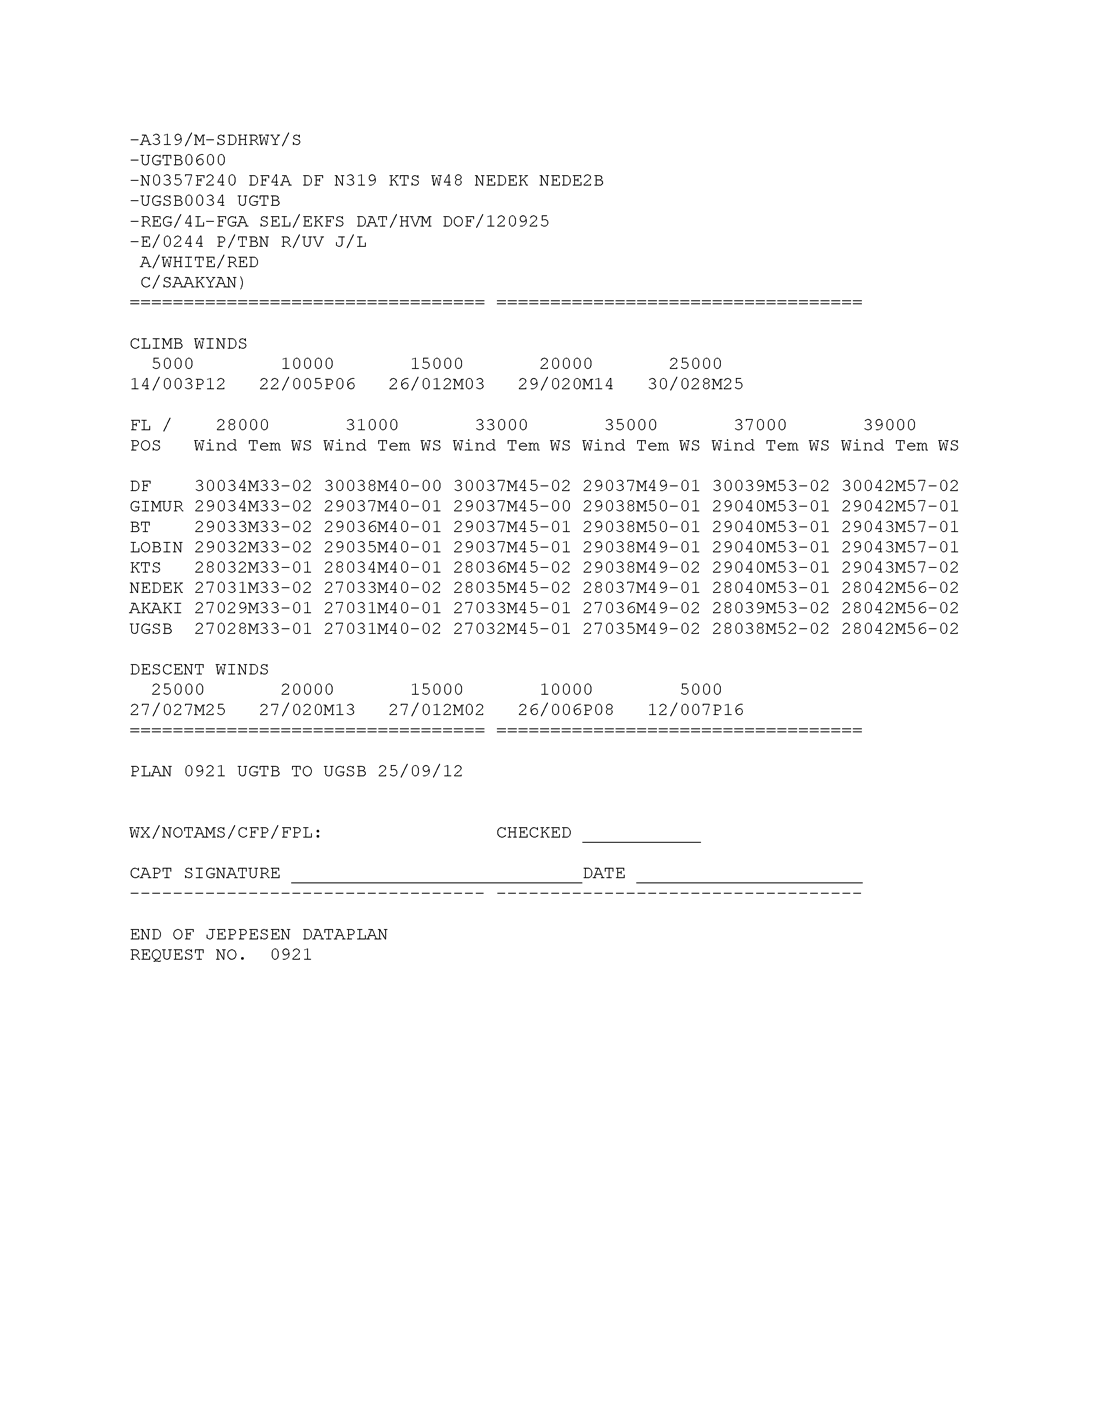 -A319/M-SDHRWY/S
-UGTB0600
-N0357F240 DF4A DF N319 KTS W48 NEDEK NEDE2B
-UGSB0034 UGTB
-REG/4L-FGA SEL/EKFS DAT/HVM DOF/120925
-E/0244 P/TBN R/UV J/L
A/WHITE/RED
C/SAAKYAN)
================================= ==================================
CLIMB WINDS
5000 10000 15000 20000 25000
14/003P12 22/005P06 26/012M03 29/020M14 30/028M25
FL / 28000 31000 33000 35000 37000 39000
POS Wind Tem WS Wind Tem WS Wind Tem WS Wind Tem WS Wind Tem WS Wind Tem WS
DF 30034M33-02 30038M40-00 30037M45-02 29037M49-01 30039M53-02 30042M57-02
GIMUR 29034M33-02 29037M40-01 29037M45-00 29038M50-01 29040M53-01 29042M57-01
BT 29033M33-02 29036M40-01 29037M45-01 29038M50-01 29040M53-01 29043M57-01
LOBIN 29032M33-02 29035M40-01 29037M45-01 29038M49-01 29040M53-01 29043M57-01
KTS 28032M33-01 28034M40-01 28036M45-02 29038M49-02 29040M53-01 29043M57-02
NEDEK 27031M33-02 27033M40-02 28035M45-02 28037M49-01 28040M53-01 28042M56-02
AKAKI 27029M33-01 27031M40-01 27033M45-01 27036M49-02 28039M53-02 28042M56-02
UGSB 27028M33-01 27031M40-02 27032M45-01 27035M49-02 28038M52-02 28042M56-02
DESCENT WINDS
25000 20000 15000 10000 5000
27/027M25 27/020M13 27/012M02 26/006P08 12/007P16
================================= ==================================
PLAN 0921 UGTB TO UGSB 25/09/12
WX/NOTAMS/CFP/FPL: CHECKED ___________
CAPT SIGNATURE ___________________________DATE _____________________
--------------------------------- ----------------------------------
END OF JEPPESEN DATAPLAN
REQUEST NO. 0921